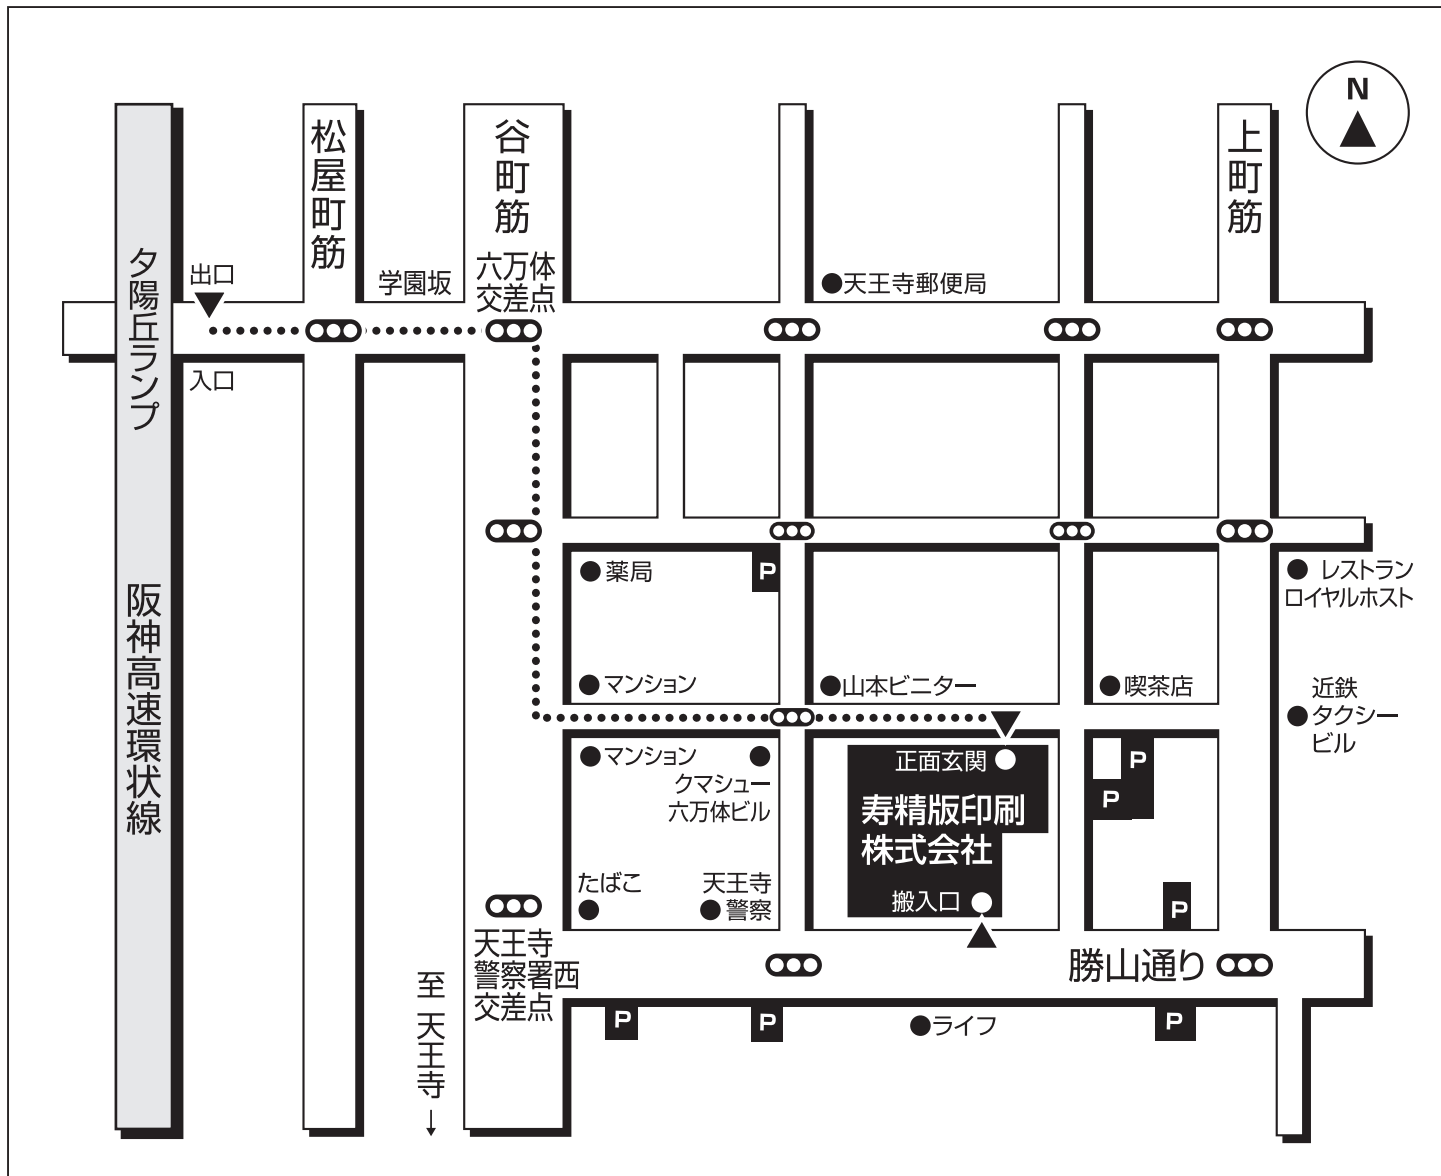 N
松屋町筋
谷町筋
上町筋
夕陽丘ランプ
出口
学園坂
六万体
交差点
●天王寺郵便局
入口
阪神高速環状線
●薬局
P
●レストラン
ロイヤルホスト
●マンション
●山本ビニター
●喫茶店
近鉄
●タクシー
ビル
●マンション
クマシュー
六万体ビル
正面玄関
寿精版印刷
株式会社
搬入口
P
P
P
たばこ
天王寺
●警察
天王寺
警察署西
交差点
勝山通り
至 天王寺
↓
P
P
●ライフ
P